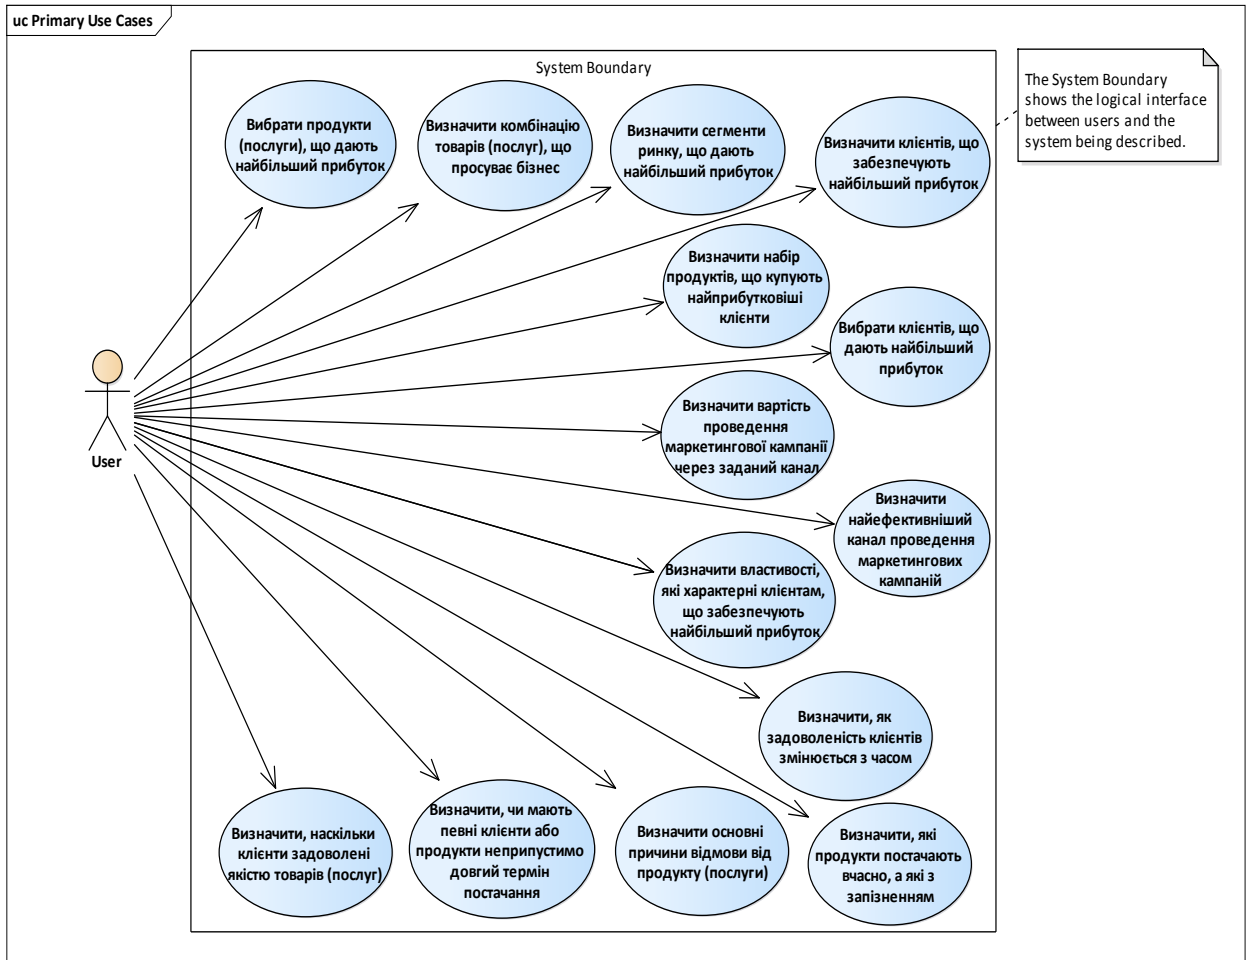 uc Primary Use Cases
System Boundary
The System Boundary
shows the logical interface
between users and the
system being described.
Вибрати продукти
(послуги), що дають
найбільший прибуток
Визначити комбінацію
товарів (послуг), що
просуває бізнес
Визначити сегменти
ринку, що дають
найбільший прибуток
Визначити клієнтів, що
забезпечують
найбільший прибуток
Визначити набір
продуктів, що купують
найприбутковіші
клієнти
Вибрати клієнтів, що
дають найбільший
прибуток
User
Визначити вартість
проведення
маркетингової кампанії
через заданий канал
Визначити
найефективніший
канал проведення
маркетингових
кампаній
Визначити властивості,
які характерні клієнтам,
що забезпечують
найбільший прибуток
Визначити, як
задоволеність клієнтів
змінюється з часом
Визначити, наскільки
клієнти задоволені
якістю товарів (послуг)
Визначити, чи мають
певні клієнти або
продукти неприпустимо
довгий термін
постачання
Визначити основні
причини відмови від
продукту (послуги)
Визначити, які
продукти постачають
вчасно, а які з
запізненням